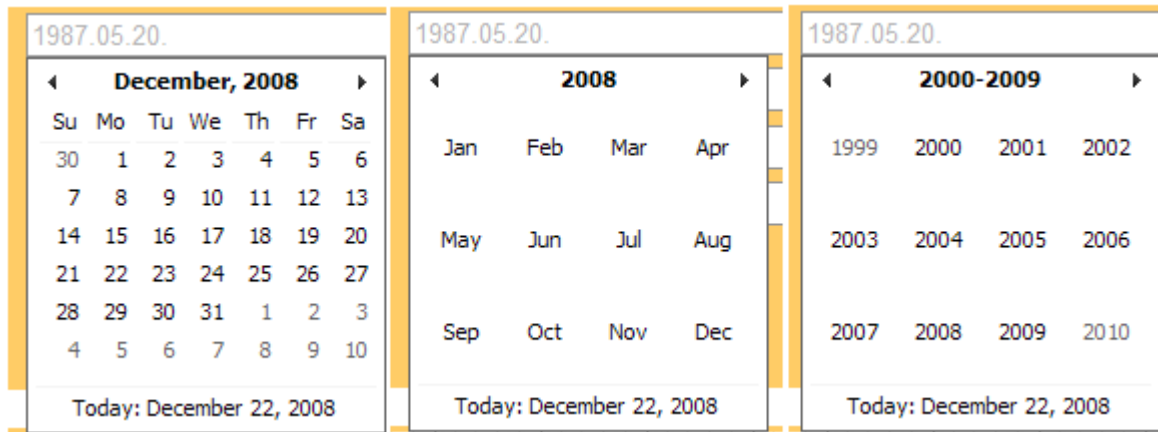 1987.05.20.
December, 2008
Su Mo Tu We Th Fr Sa
30 1 2 3 4 5 6
7 8 9 10 11 12 13
14 15 16 17 18 19 20
21 22 23 24 25 26 27
28 29 30 31 1 2 3
4 5 6 7 8 9 10
Today: December 22, 2008
1987.05.20.
2008
Jan Feb Mar Apr
May Jun Jul Aug
Sep Oct Nov Dec
Today: December 22, 2008
1987.05.20.
2000-2009
1999 2000 2001 2002
2003 2004 2005 2006
2007 2008 2009 2010
Today: December 22, 2008